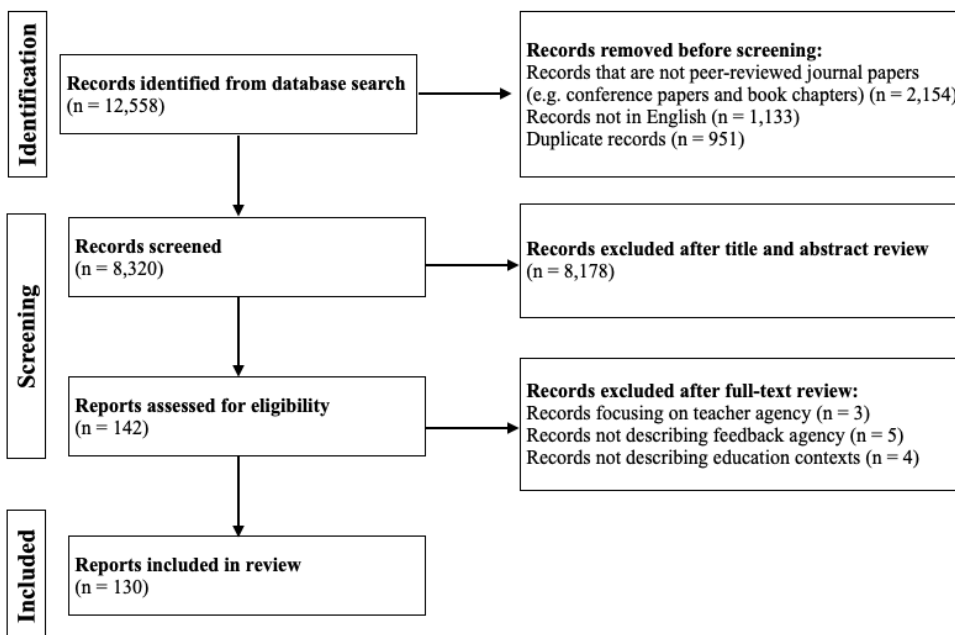 Identification
Records identified from database search
(n = 12,558)
Records removed before screening:
Records that are not peer-reviewed journal papers
(e.g. conference papers and book chapters) (n = 2,154)
Records not in English (n = 1,133)
Duplicate records (n = 951)
Screening
Records screened
(n = 8,320)
Records excluded after title and abstract review
(n = 8,178)
Reports assessed for eligibility
(n = 142)
Records excluded after full-text review:
Records focusing on teacher agency (n = 3)
Records not describing feedback agency (n = 5)
Records not describing education contexts (n = 4)
Included
Reports included in review
(n = 130)